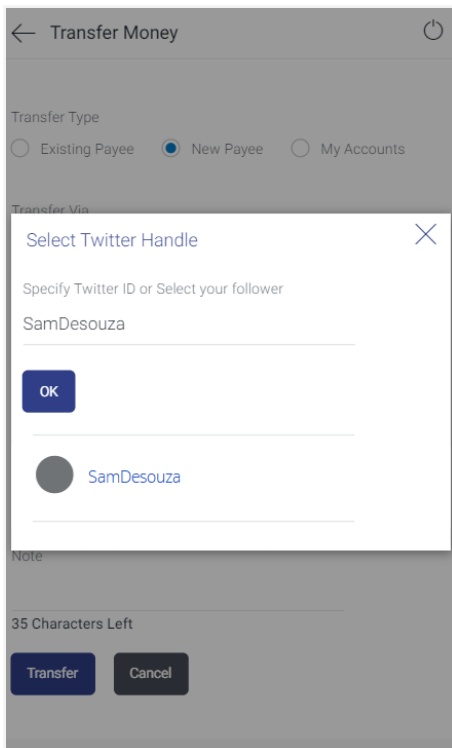 Transfer Money
Transfer Type
Existing Payee New Payee My Accounts
Transfer Via
Select Twitter Handle
Specify Twitter ID or Select your follower
SamDesouza
OK
SamDesouza
Note
35 Characters Left
Transfer Cancel